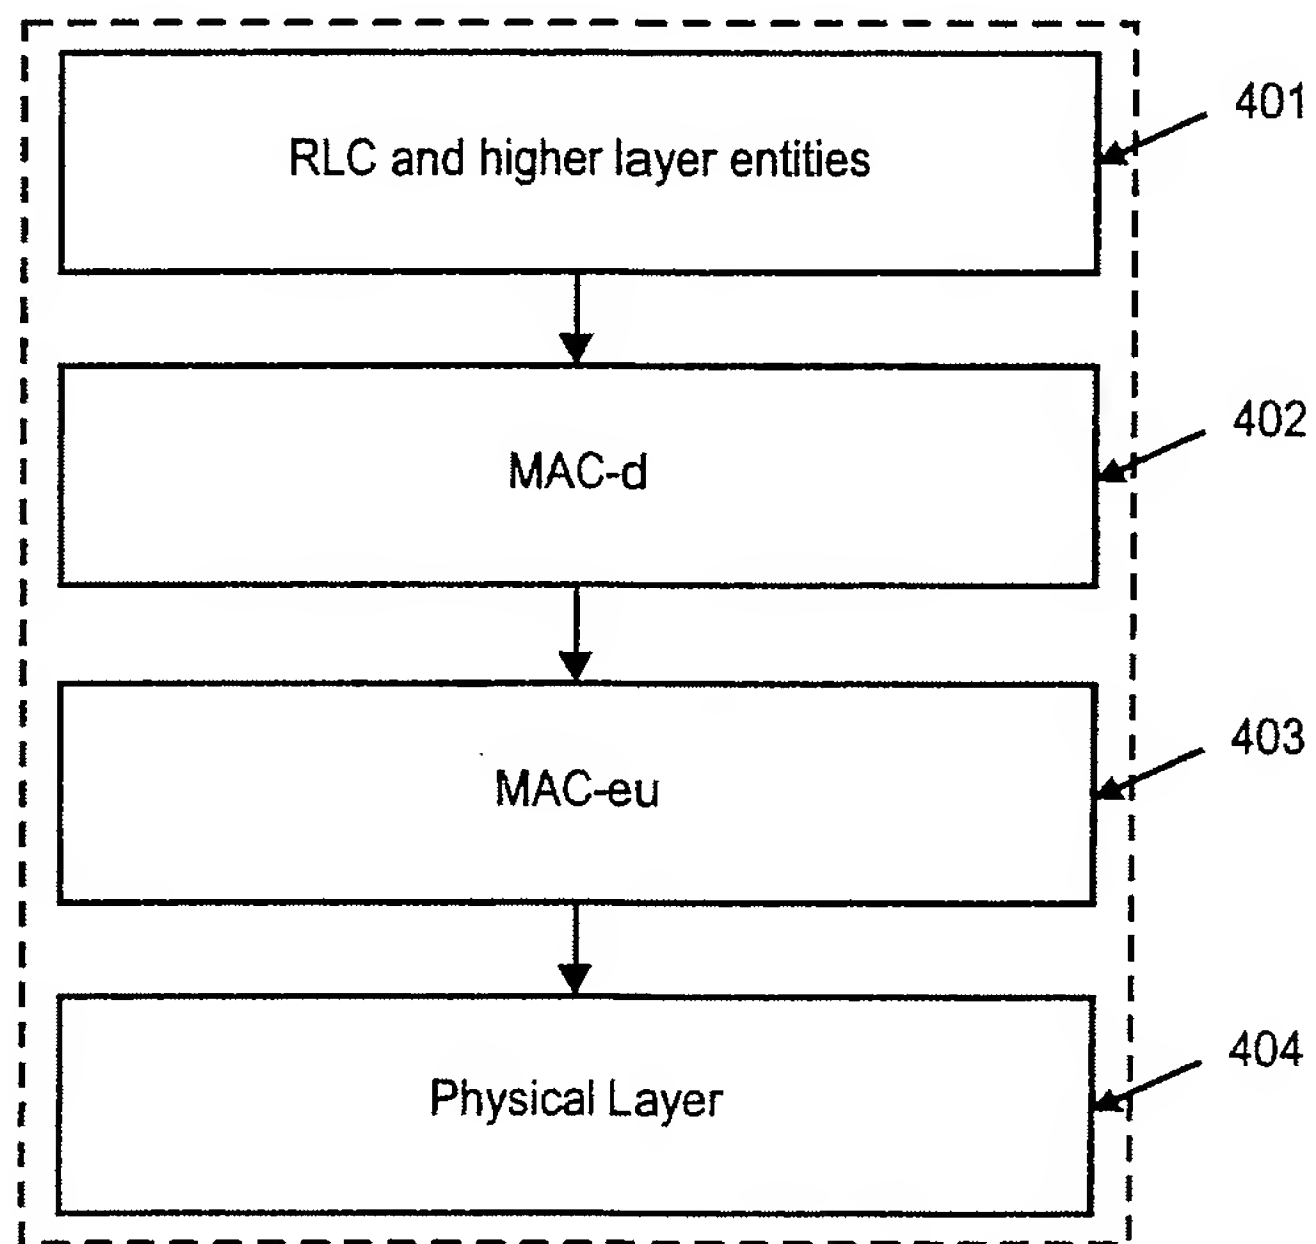 RLC and higher layer entities
401
MAC-d
402
MAC-eu
403
Physical Layer
404